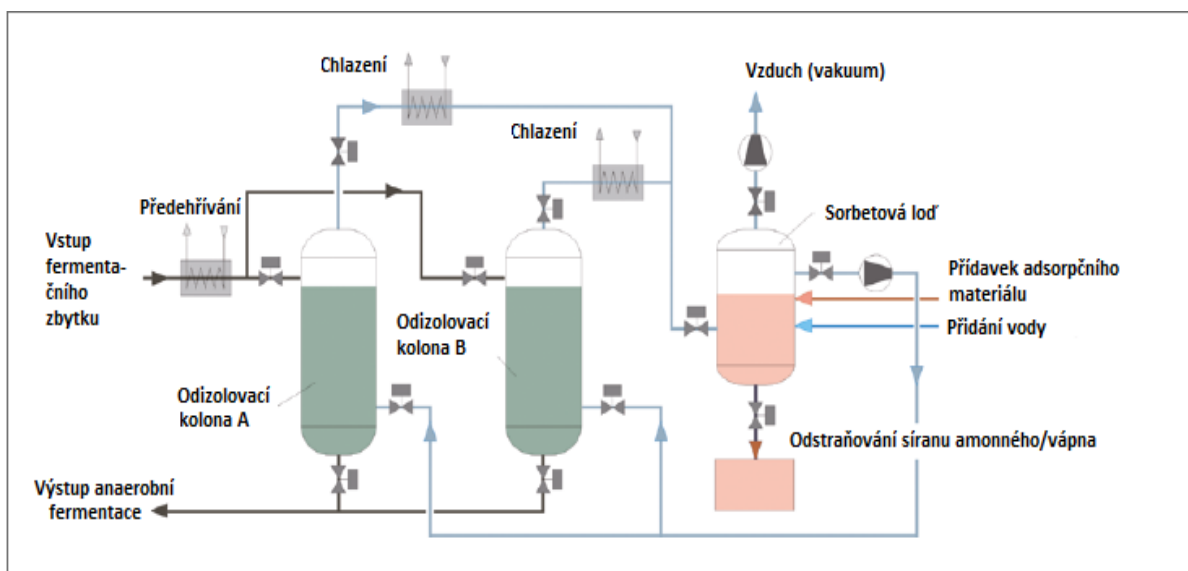 Chlazení
Vzduch (vakuum)
Chlazení
Předehřívání
Sorbetová loď
Vstup
fermenta-
čního
zbytku
Přídavek adsorpčního
materiálu
Přidání vody
Odizolovací
kolona B
Odizolovací
kolona A
Odstraňování síranu amonného/vápna
Výstup anaerobní
fermentace